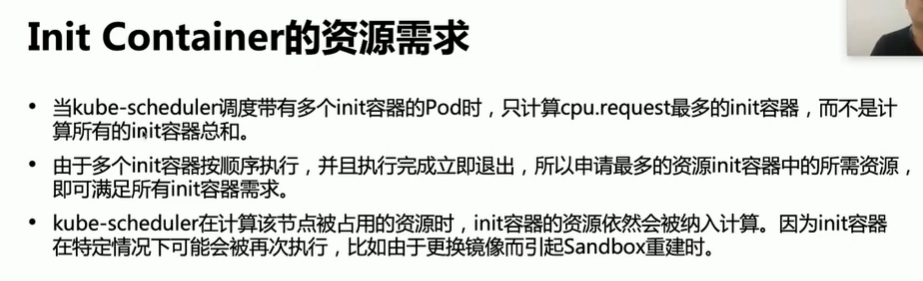 Init Container的资源需求
• 当kube-scheduler调度带有多个init容器的Pod时，只计算cpu.request最多的init容器，而不是计
算所有的init容器总和。
• 由于多个init容器按顺序执行，并且执行完成立即退出，所以申请最多的资源init容器中的所需资源，
即可满足所有init容器需求。
• kube-scheduler在计算该节点被占用的资源时，init容器的资源依然会被纳入计算。因为init容器
在特定情况下可能会被再次执行，比如由于更换镜像而引起Sandbox重建时。